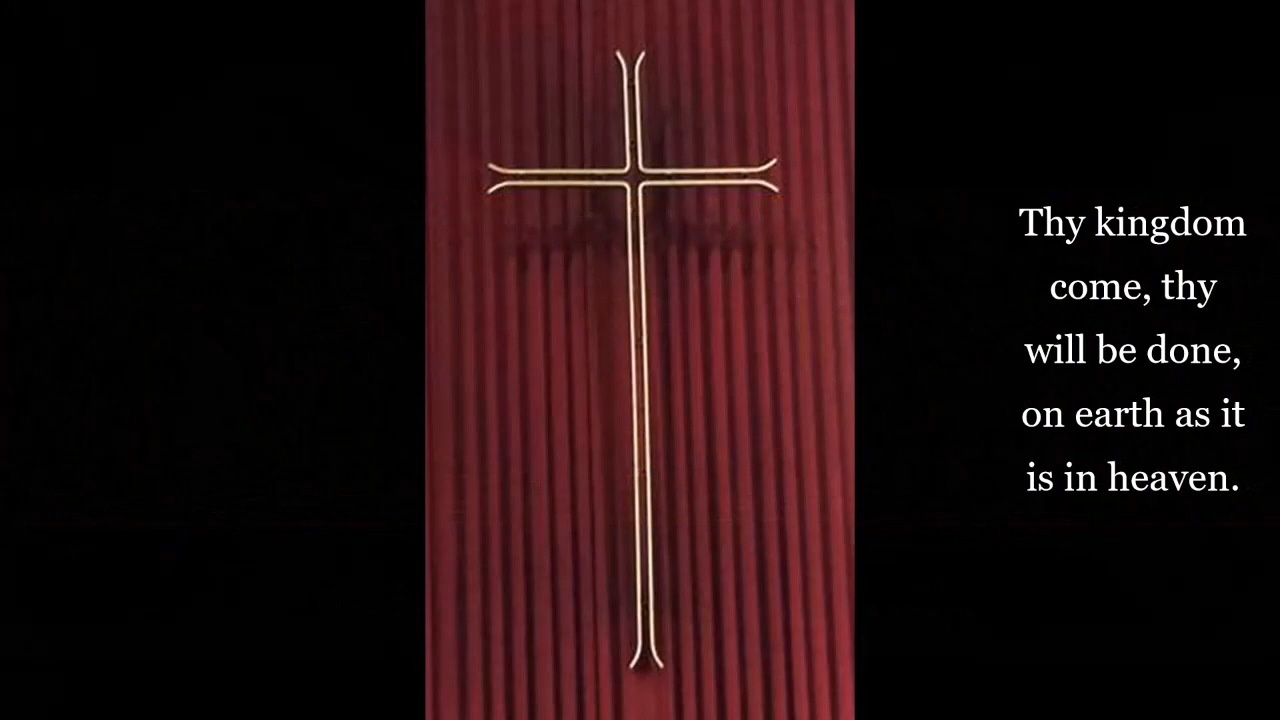 Thy kingdom
come, thy
will be done,
on earth as it
is in heaven.